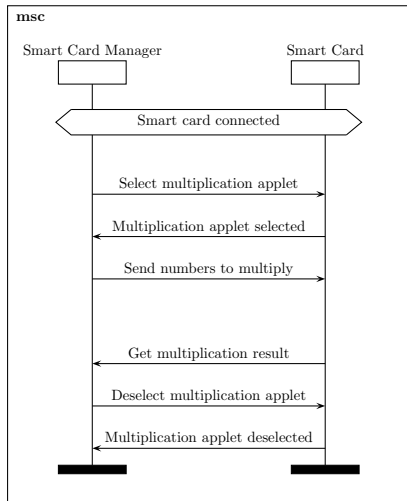 msc
Smart Card Manager
Smart Card
Smart card connected
Select multiplication applet
Multiplication applet selected
Send numbers to multiply
Get multiplication result
Deselect multiplication applet
Multiplication applet deselected